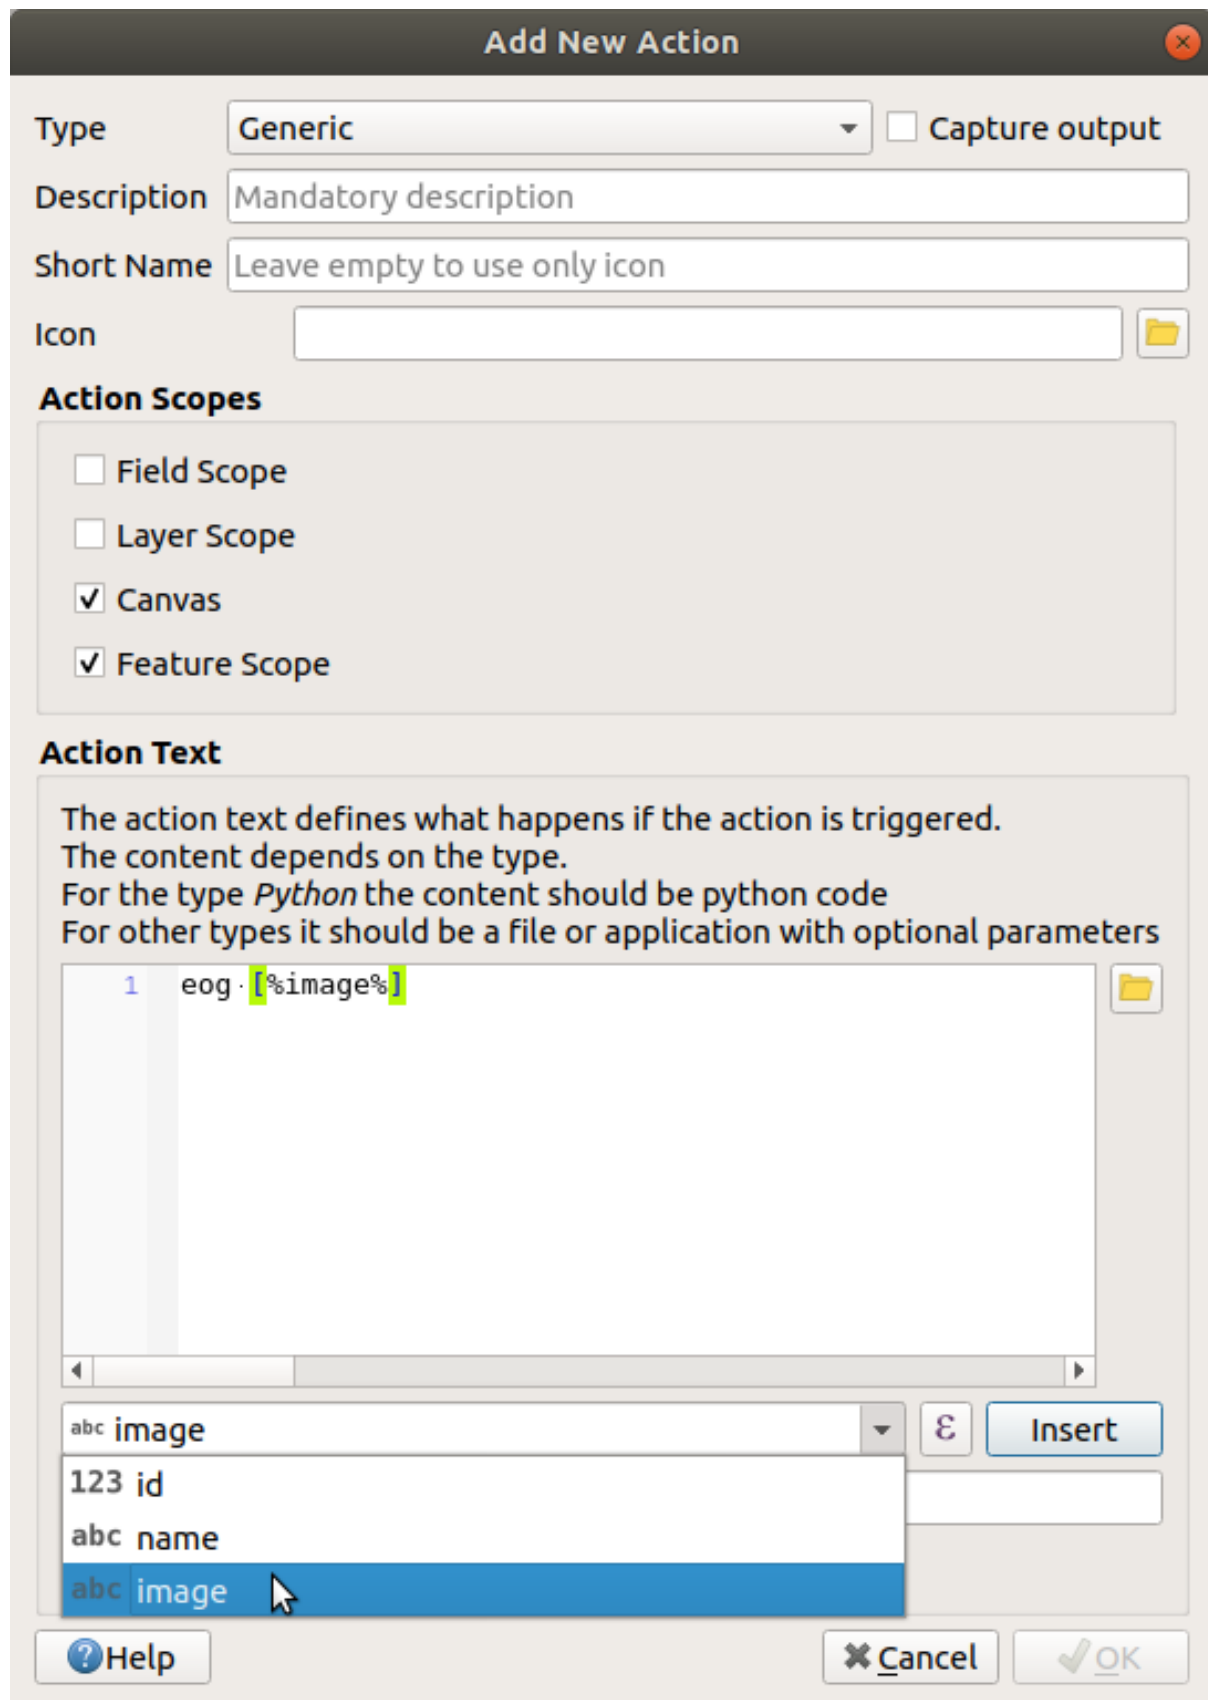 Add New Action
Type Generic Capture output
Description Mandatory description
Short Name Leave empty to use only icon
Icon
Action Scopes
Field Scope
Layer Scope
Canvas
Feature Scope
Action Text
The action text defines what happens if the action is triggered.
The content depends on the type.
For the type Python the content should be python code
For other types it should be a file or application with optional parameters
1 eog·[%image%]
abc image ε Insert
123 id
abc name
abc image
?Help Cancel OK